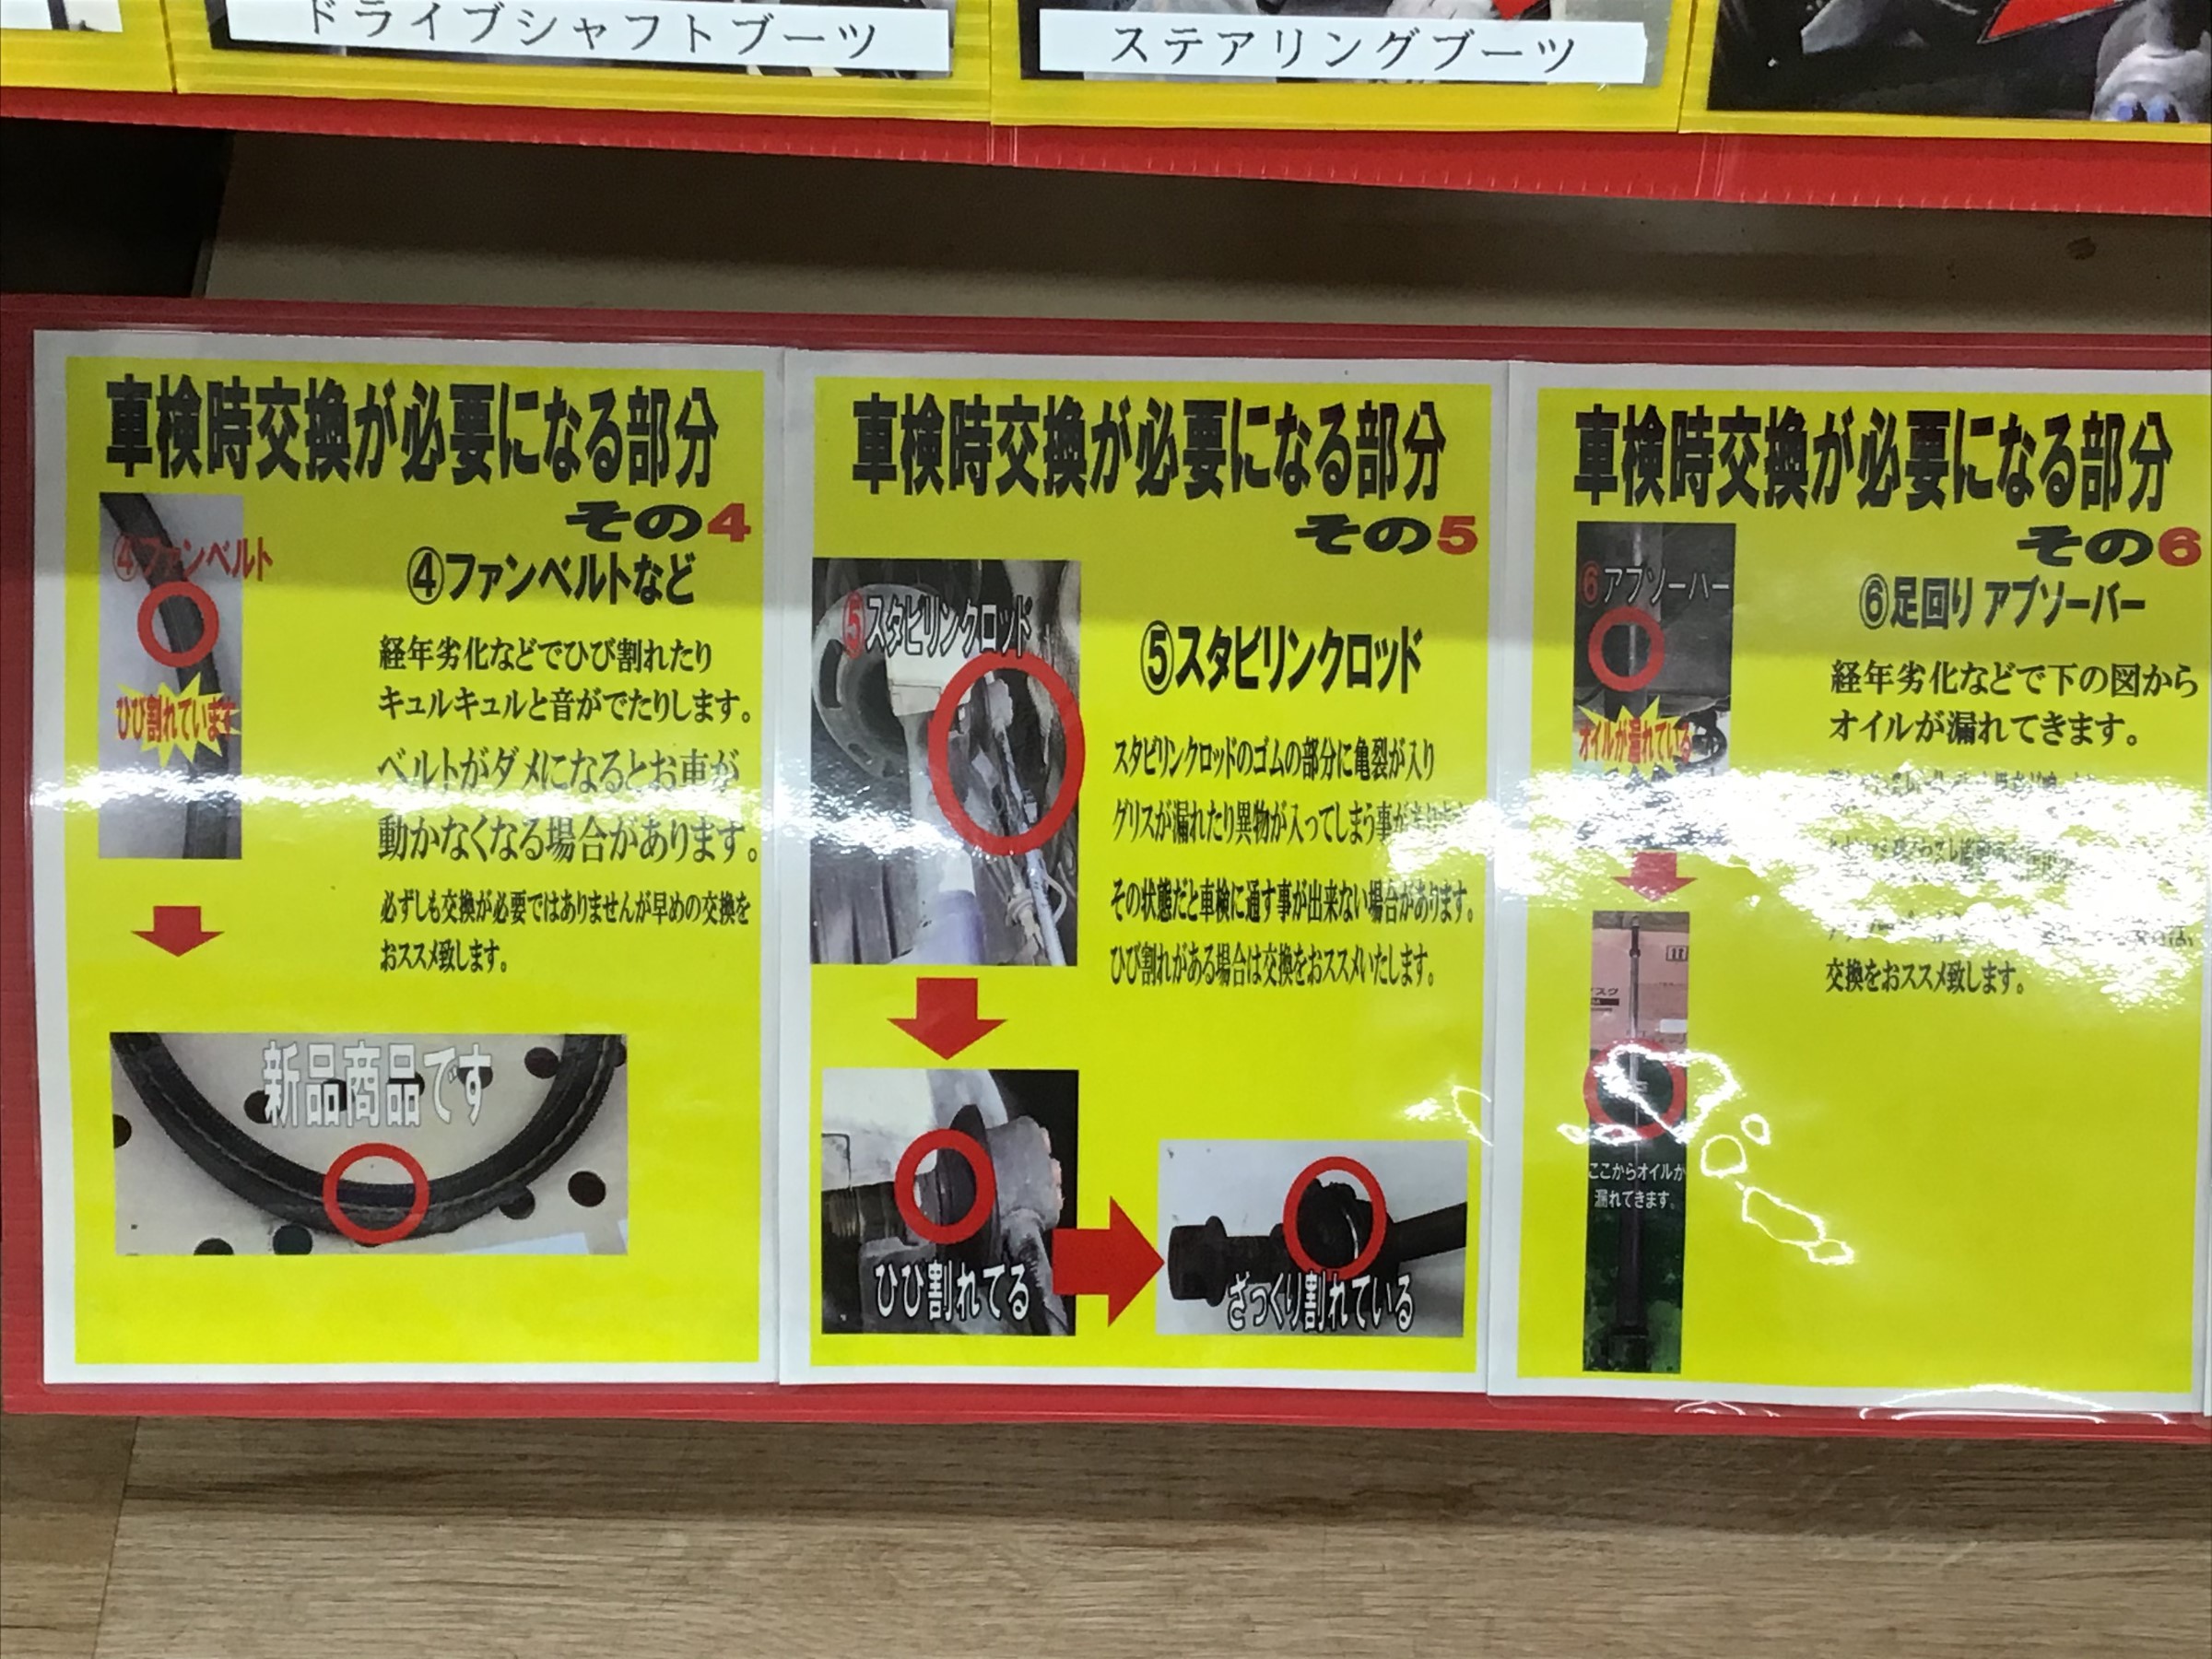 ドライブシャフトブーツ
ステアリングブーツ
車検時交換が必要になる部分
その4
④ファンベルト
ひび割れています
④ファンベルトなど
経年劣化などでひび割れたり
キュルキュルと音がでたりします。
ベルトがダメになるとお車が
動かなくなる場合があります。
必ずしも交換が必要ではありませんが早めの交換を
おススメ致します。
新品商品です
車検時交換が必要になる部分
その5
⑤スタビリンクロッド
⑤スタビリンクロッド
スタビリンクロッドのゴムの部分に亀裂が入り
グリスが漏れたり異物が入ってしまう事が
その状態だと車検に通す事が出来ない場合があります。
ひび割れがある場合は交換をおススメいたします。
ひび割れてる
ざっくり割れている
車検時交換が必要になる部分
その6
⑥アブソーバー
オイルが漏れている
⑥足回り アブソーバー
経年劣化などで下の図から
オイルが漏れてきます。
交換をおススメ致します。
ここからオイルが
漏れてきます。